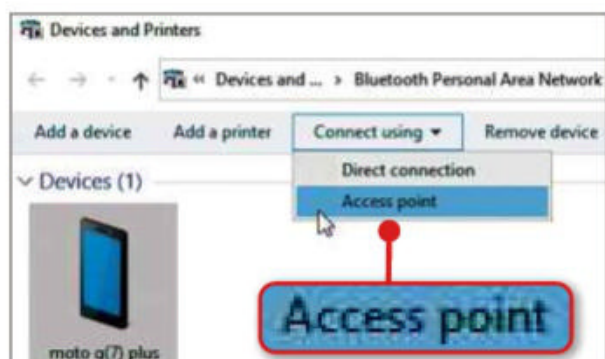 Devices and Printers
« Devices and ... > Bluetooth Personal Area Network
Add a device Add a printer Connect using ▾ Remove device
Devices (1)
Direct connection
Access point
Access point
moto g(7) plus